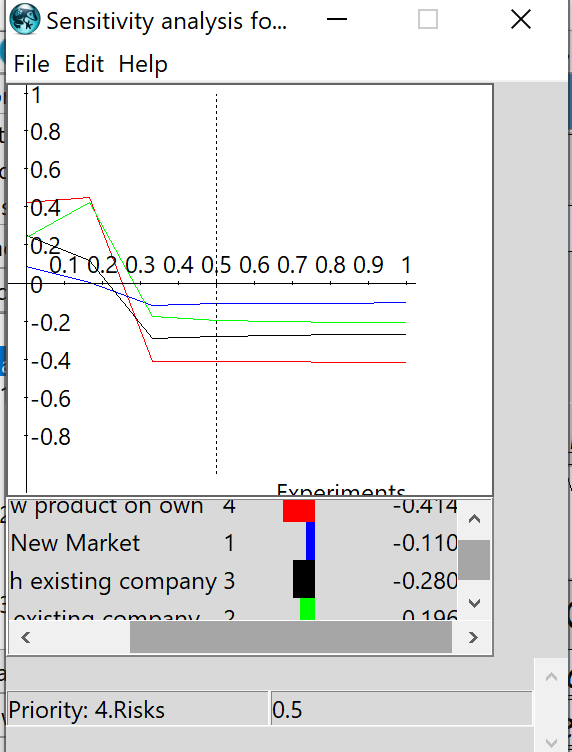 Sensitivity analysis fo...
File Edit Help
1
0.8
0.6
0.4
0.2
0.1 0.2 0.3 0.4 0.5 0.6 0.7 0.8 0.9 1
0
-0.2
-0.4
-0.6
-0.8
Experiments
w product on own 4 -0.414
New Market 1 -0.110
h existing company 3 -0.280
existing company 2 0.196
Priority: 4.Risks 0.5